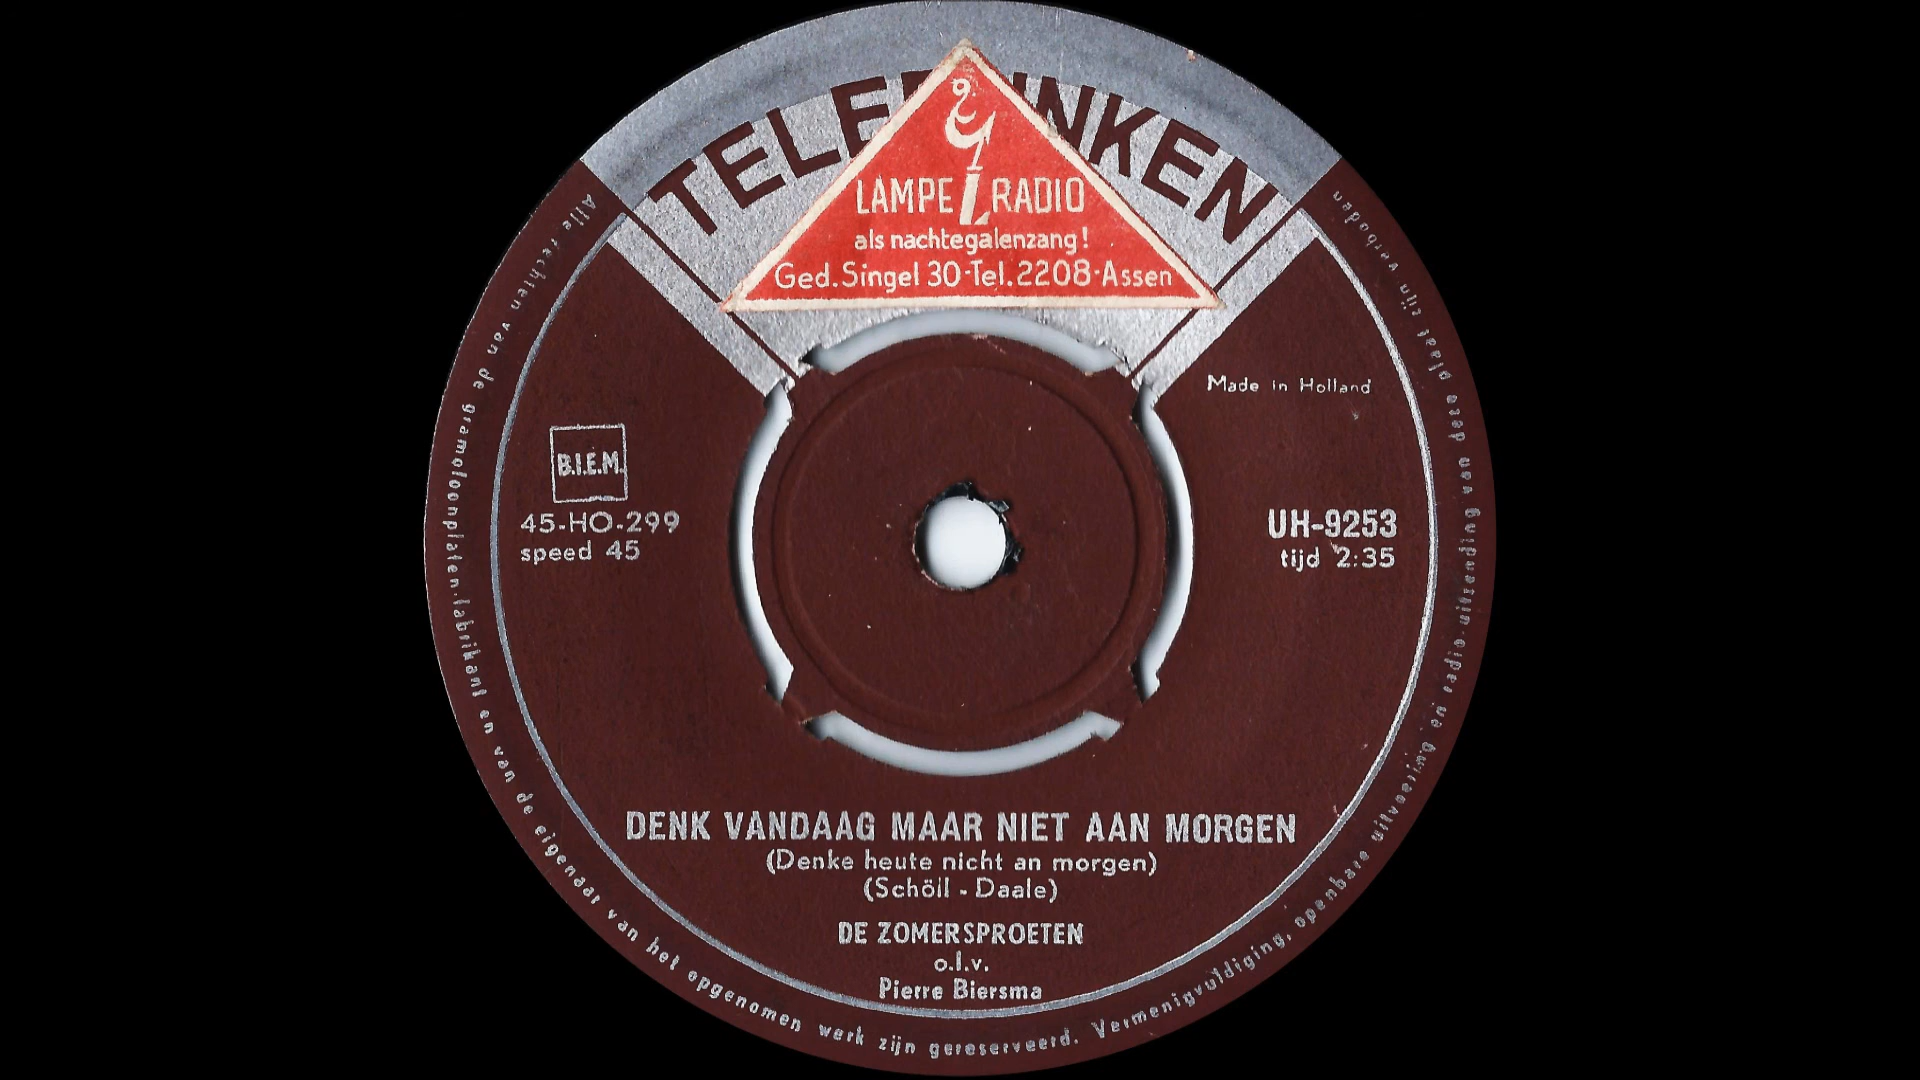 TELEFUNKEN
LAMPE RADIO
als nachtegalenzang!
Ged. Singel 30-Tel. 2208-Assen
Made in Holland
B.I.E.M.
45-HO-299
speed 45
UH-9253
tijd 2:35
DENK VANDAAG MAAR NIET AAN MORGEN
(Denke heute nicht an morgen)
(Schöll - Daale)
DE ZOMERSPROETEN
o.l.v.
Pierre Biersma
Alle rechten van de gramofoonplaten-fabrikant en van de eigenaar van het opgenomen werk zijn gereserveerd. Vermenigvuldiging, openbare uitvoering en radio-uitzending van deze plaat zijn verboden